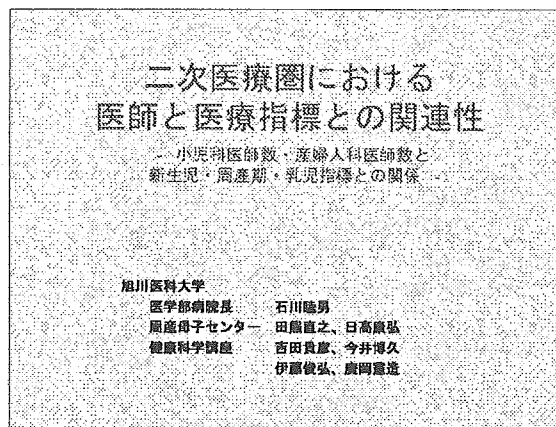 二次医療圏における
医師と医療指標との関連性
- 小児科医師数・産婦人科医師数と
新生児・周産期・乳児指標との関係 -
旭川医科大学
医学部病院長 石川睦男
周産母子センター 田熊直之、日高康弘
健康科学講座 吉田貴彦、今井博久
伊藤俊弘、廣岡憲造